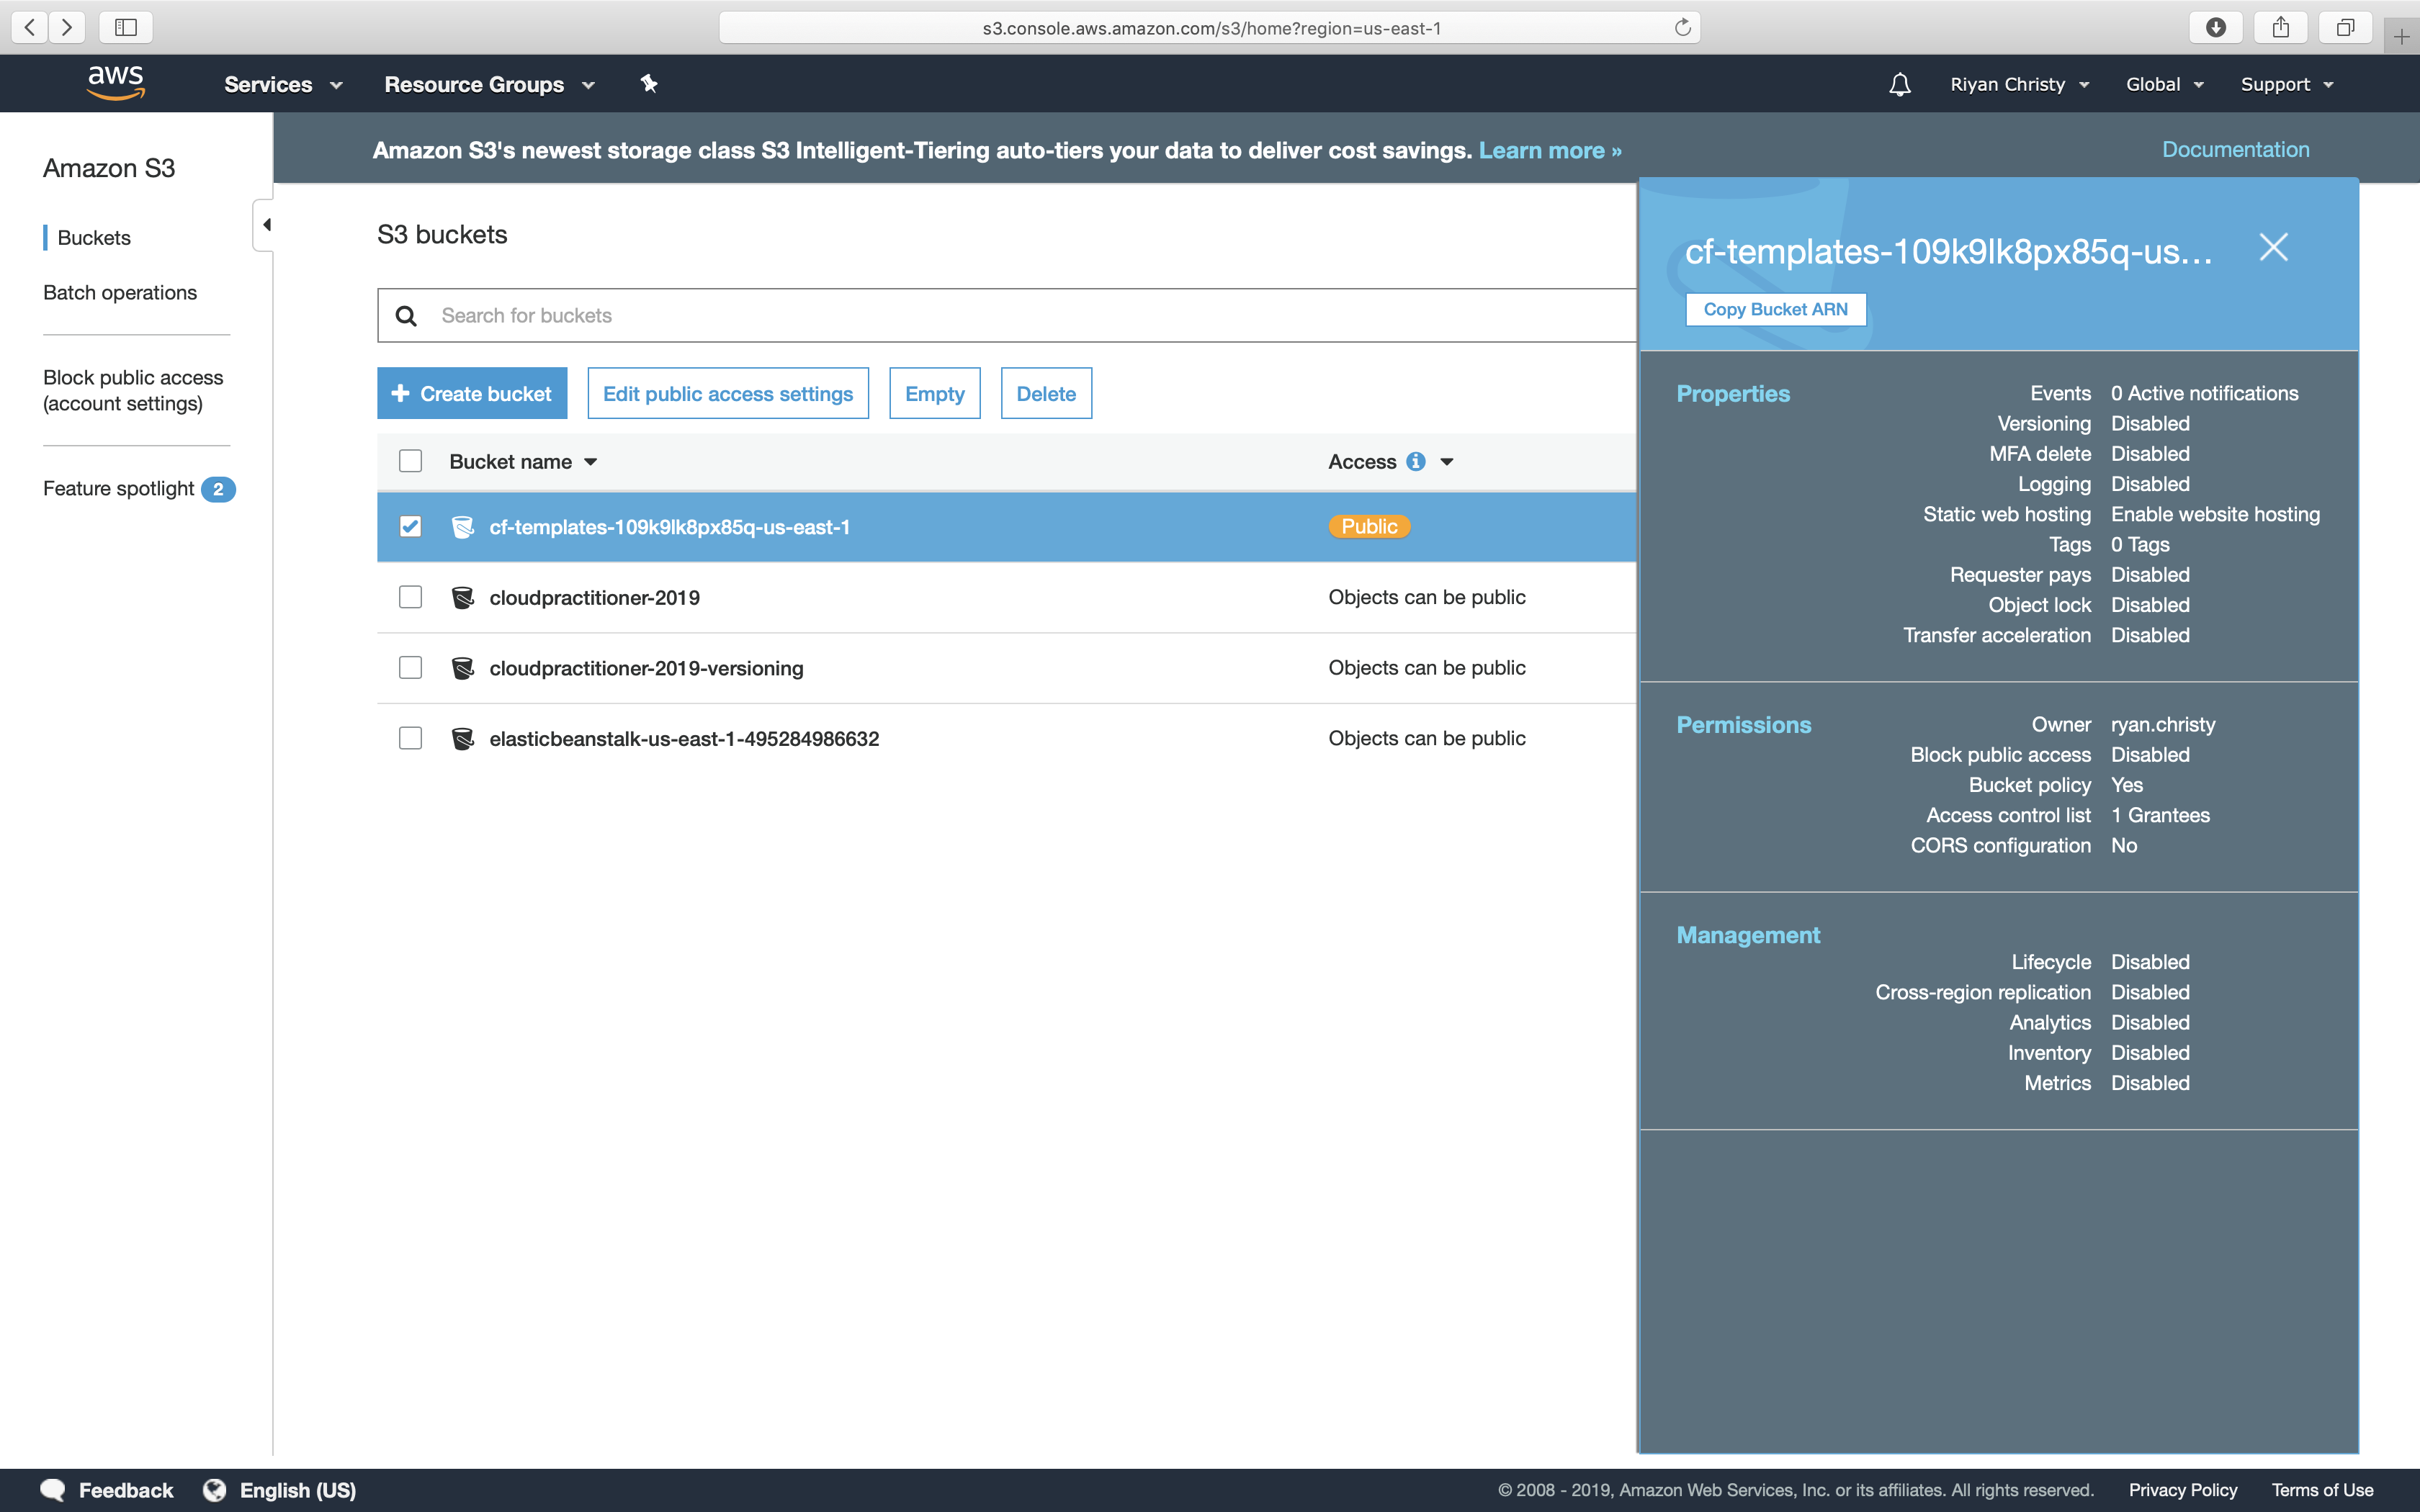 s3.console.aws.amazon.com/s3/home?region=us-east-1
aws
Services
Resource Groups
Riyan Christy
Global
Support
Amazon S3
Buckets
Batch operations
Block public access
(account settings)
Feature spotlight 2
Amazon S3's newest storage class S3 Intelligent-Tiering auto-tiers your data to deliver cost savings. Learn more »
Documentation
S3 buckets
Search for buckets
+ Create bucket
Edit public access settings
Empty
Delete
Bucket name
Access
cf-templates-109k9lk8px85q-us-east-1
Public
cloudpractitioner-2019
Objects can be public
cloudpractitioner-2019-versioning
Objects can be public
elasticbeanstalk-us-east-1-495284986632
Objects can be public
cf-templates-109k9lk8px85q-us...
Copy Bucket ARN
Properties
Events 0 Active notifications
Versioning Disabled
MFA delete Disabled
Logging Disabled
Static web hosting Enable website hosting
Tags 0 Tags
Requester pays Disabled
Object lock Disabled
Transfer acceleration Disabled
Permissions
Owner ryan.christy
Block public access Disabled
Bucket policy Yes
Access control list 1 Grantees
CORS configuration No
Management
Lifecycle Disabled
Cross-region replication Disabled
Analytics Disabled
Inventory Disabled
Metrics Disabled
Feedback
English (US)
© 2008 - 2019, Amazon Web Services, Inc. or its affiliates. All rights reserved.
Privacy Policy
Terms of Use